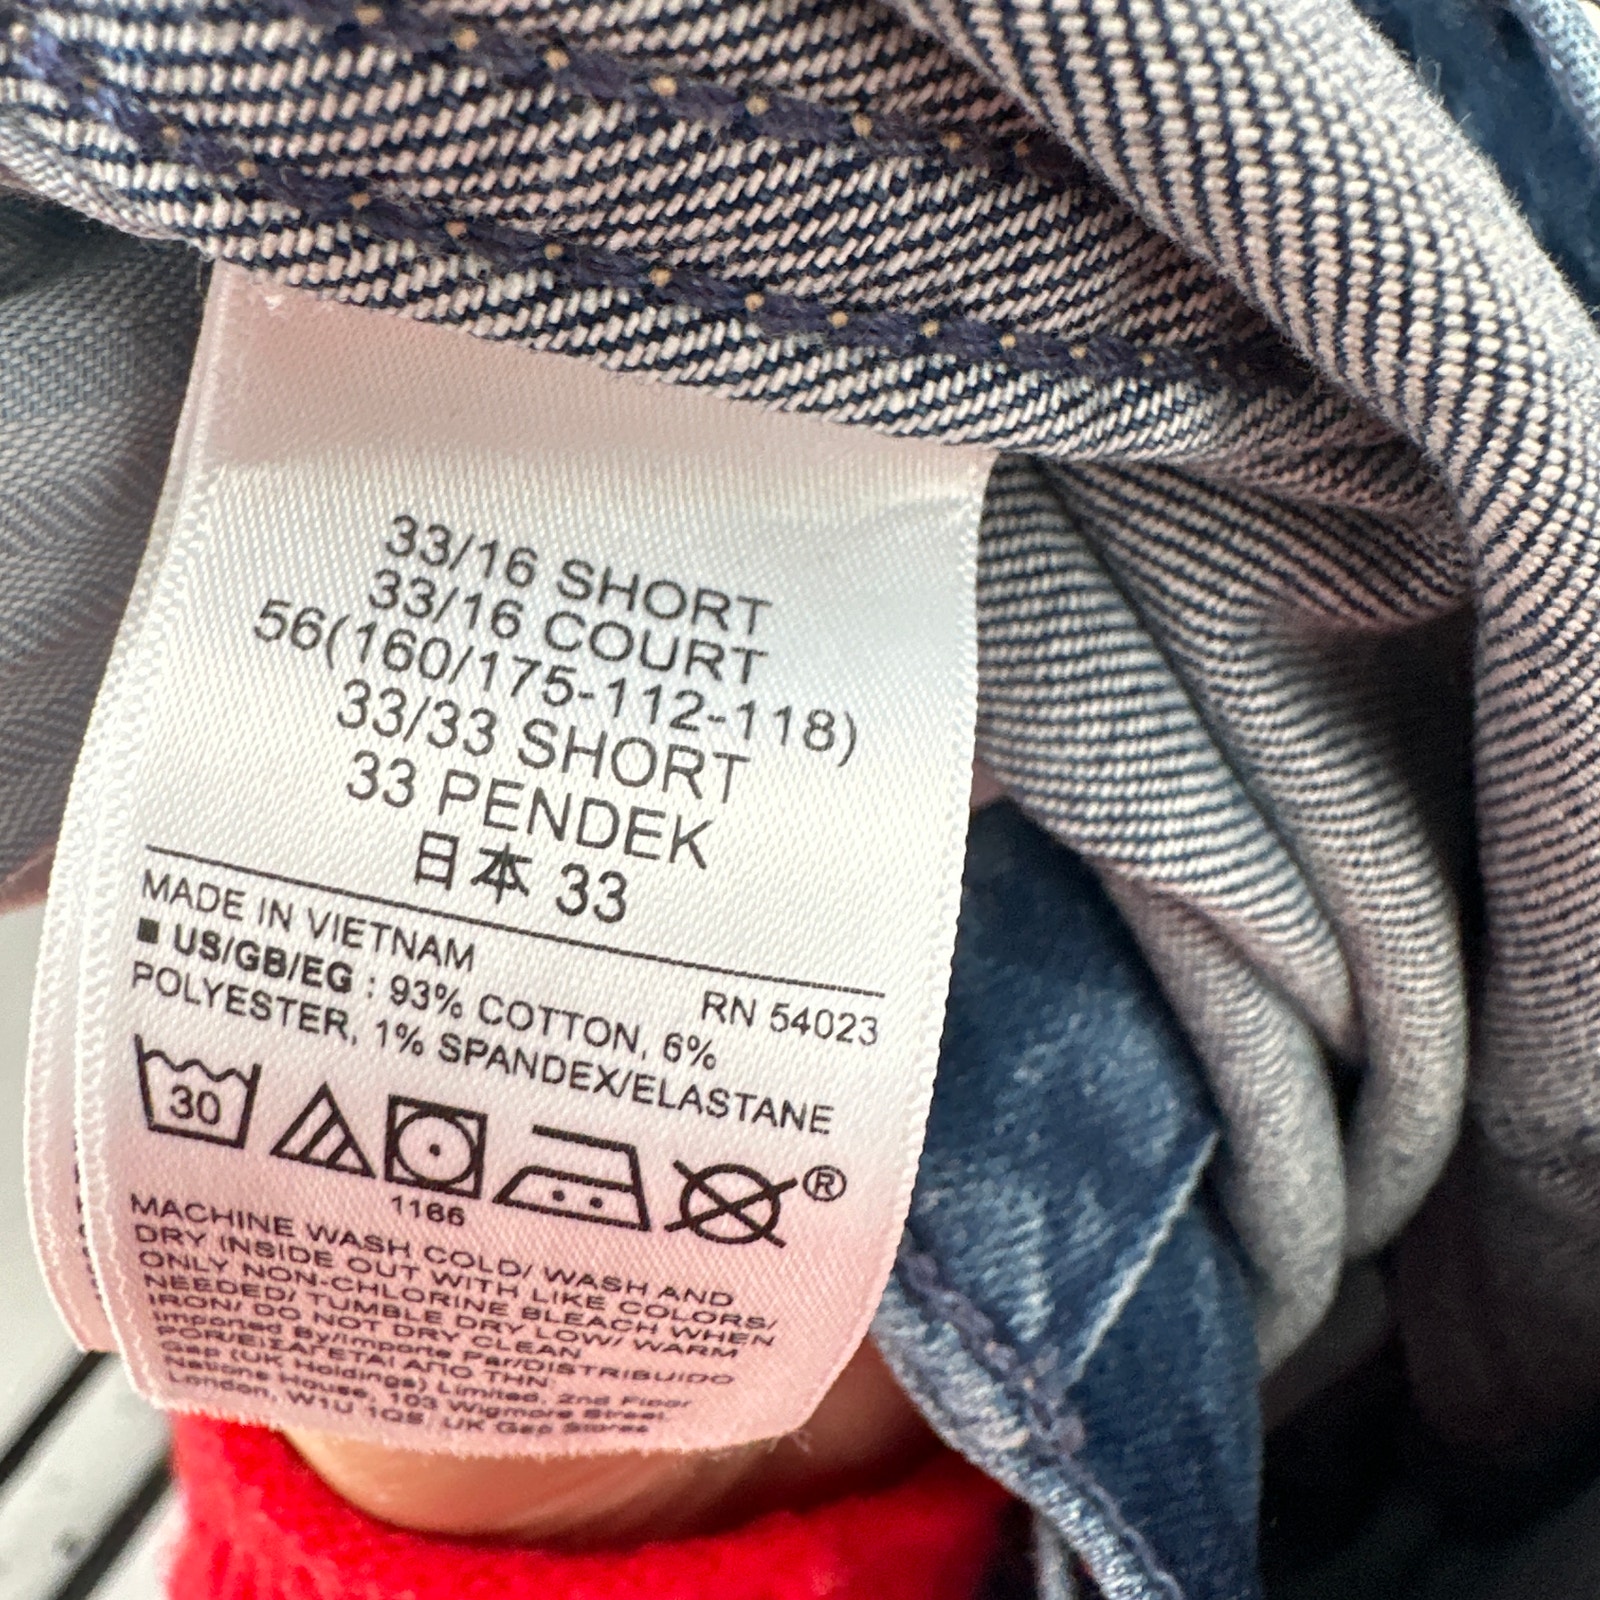 33/16 SHORT
33/16 COURT
56(160/175-112-118)
33/33 SHORT
33 PENDEK
日本 33
MADE IN VIETNAM
RN 54023
■ US/GB/EG : 93% COTTON, 6%
POLYESTER, 1% SPANDEX/ELASTANE
30
®
1166
MACHINE WASH COLD/ WASH AND
DRY INSIDE OUT WITH LIKE COLORS/
ONLY NON-CHLORINE BLEACH WHEN
NEEDED/ TUMBLE DRY LOW/ WARM
IRON/ DO NOT DRY CLEAN
Imported By/Importe Par/DISTRIBUIDO
POR/ΕΙΣΑΓΕΤΑΙ ΑΠΟ ΤΗΝ:
Gap (UK Holdings) Limited, 2nd Floor
Nations House, 103 Wigmore Street,
London, W1U 1QS, UK Gap Stores